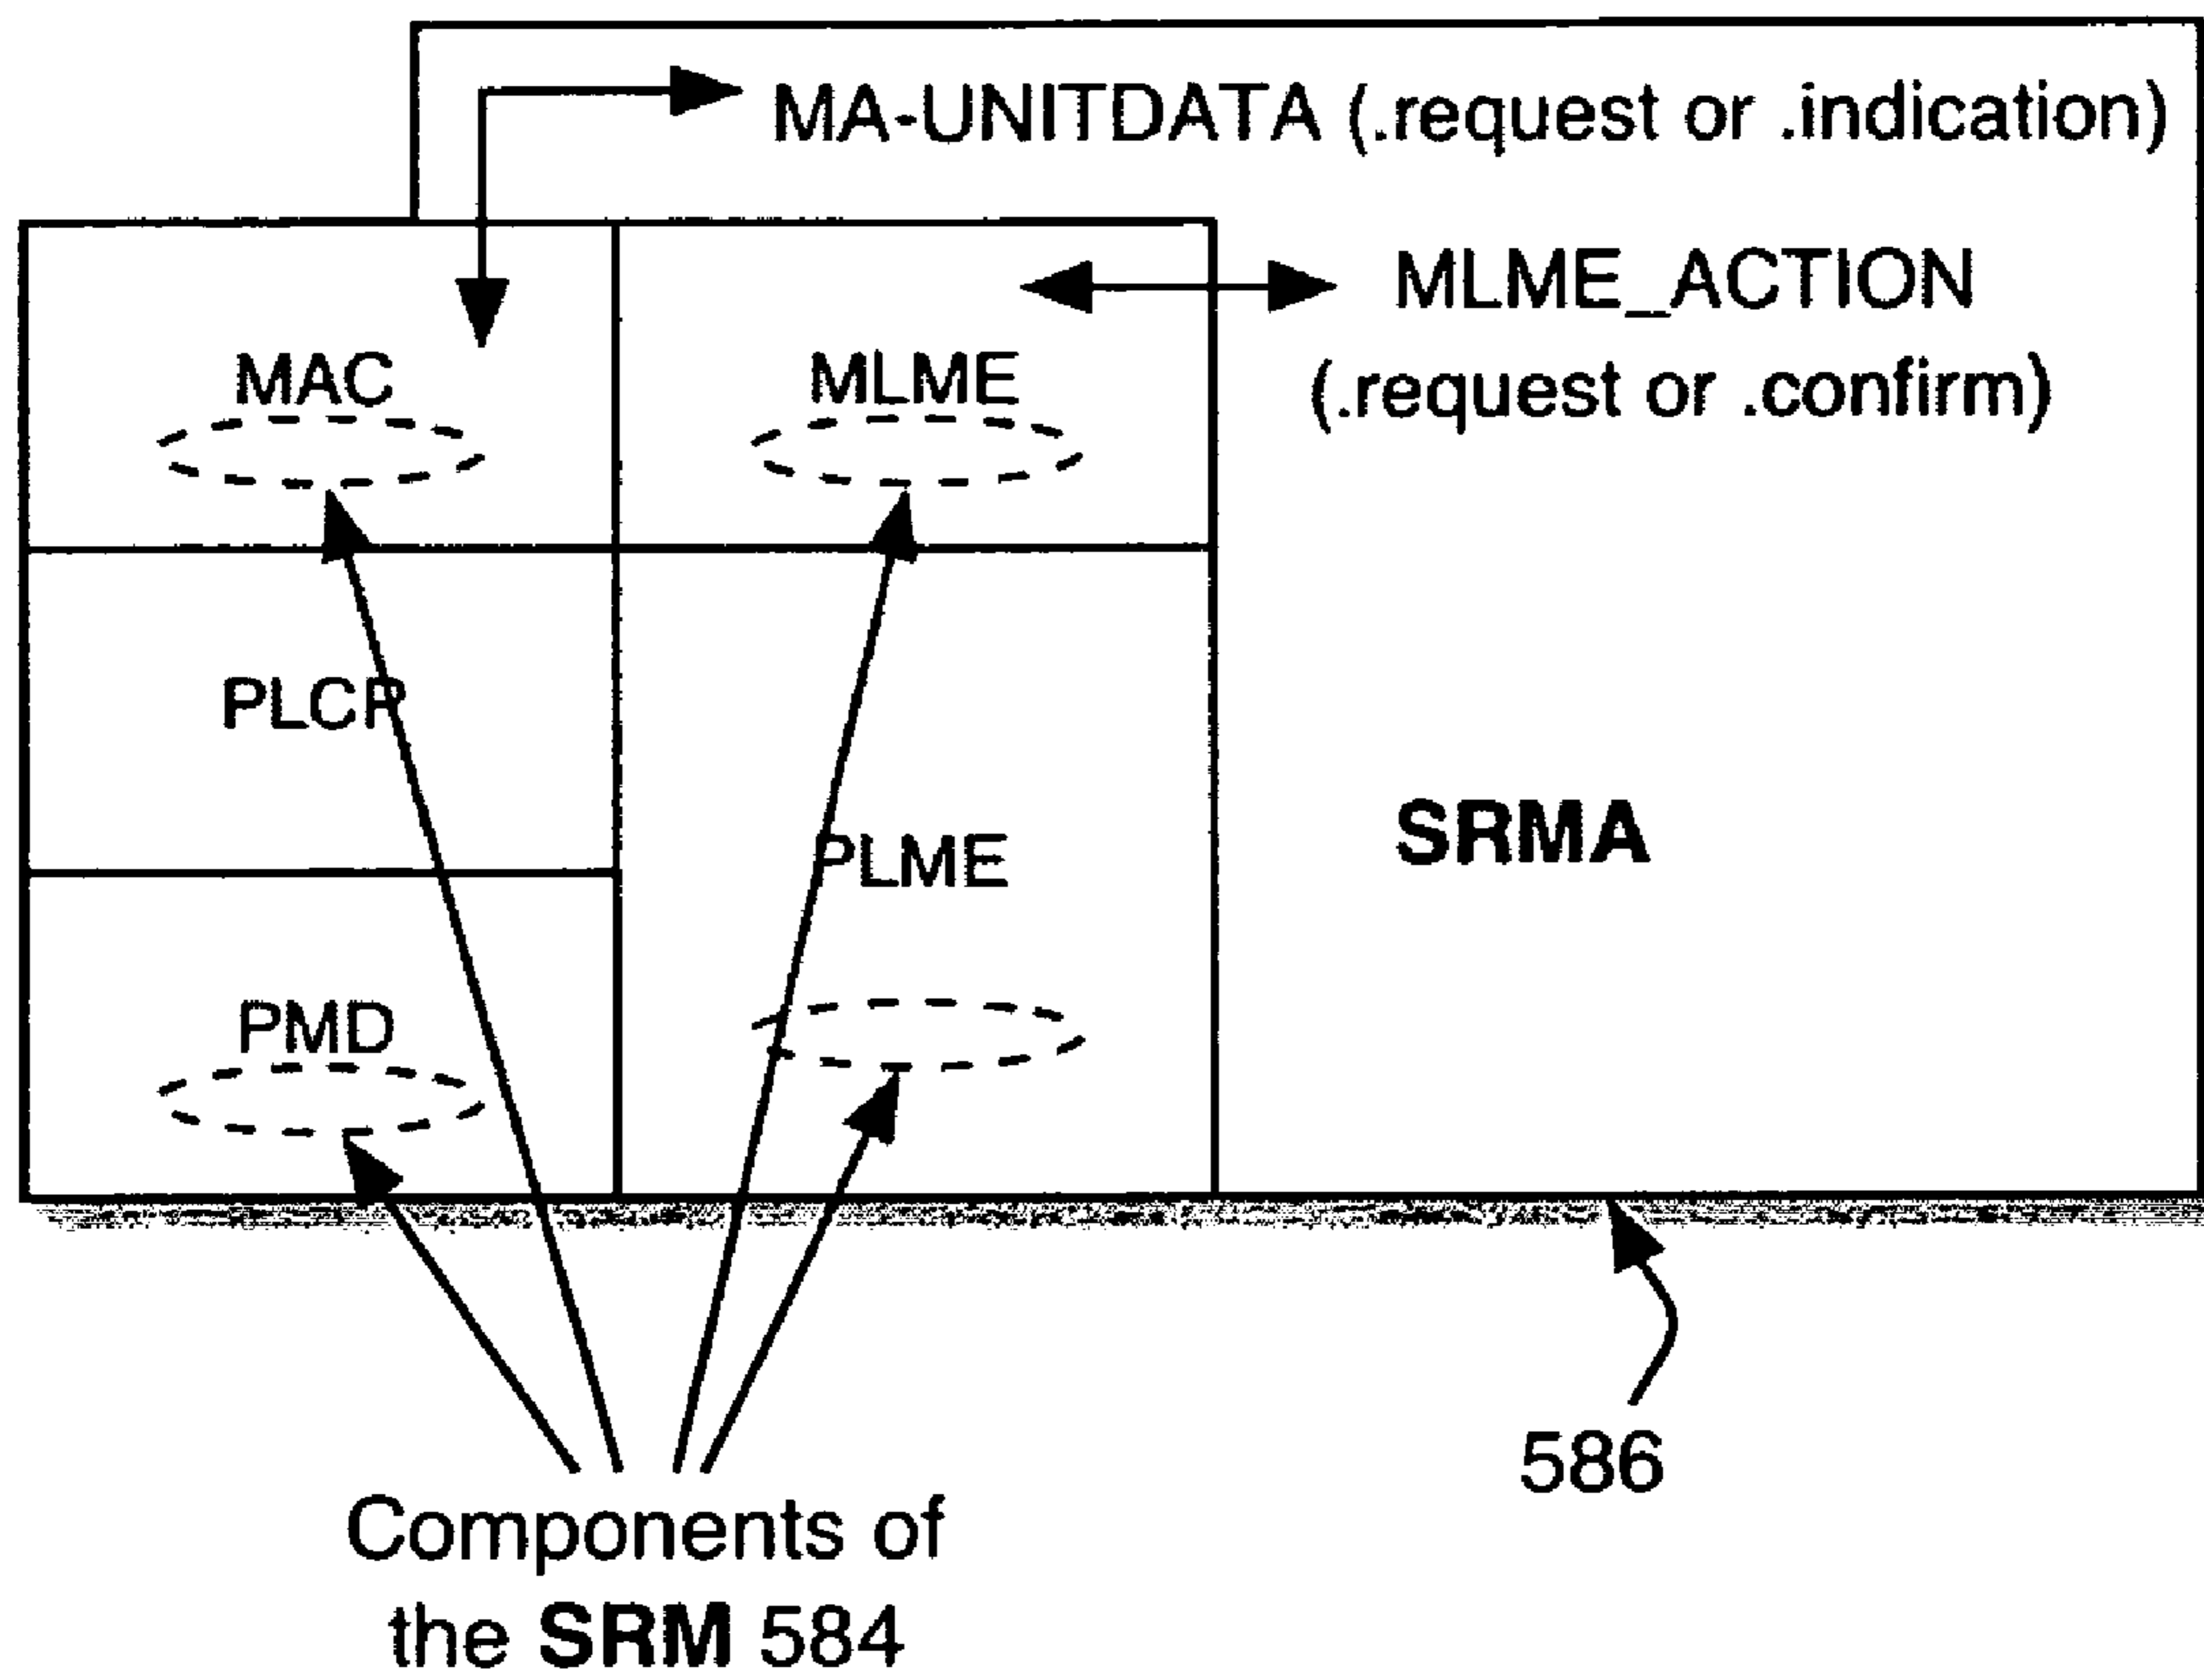 MA-UNITDATA (.request or .indication)
MLME_ACTION
(.request or .confirm)
MAC
MLME
PLCP
PLME
SRMA
PMD
586
Components of
the SRM 584